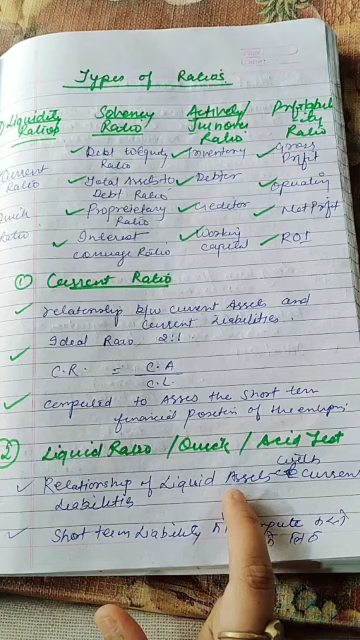 Types of Ratios
Liquidity Ratios
Solvency Ratio
Activity/ Turnover Ratio
Profitability Ratio
Current Ratio
Debt to equity Ratio
Inventory
Gross Profit
Total Assets to Debt Ratio
Debtor
Operating
Quick Ratio
Proprietary Ratio
Creditor
Net Profit
Interest Coverage Ratio
Working Capital
ROI
① Current Ratio
relationship b/w current Assets and
Current Liabilities.
Ideal Ratio 2:1
C.R. = C.A / C.L.
Computed to Assess the Short term
financial position of the
② Liquid Ratio /Quick / Acid Test
Relationship of Liquid Assets with Current
Liabilities
Short term Liability